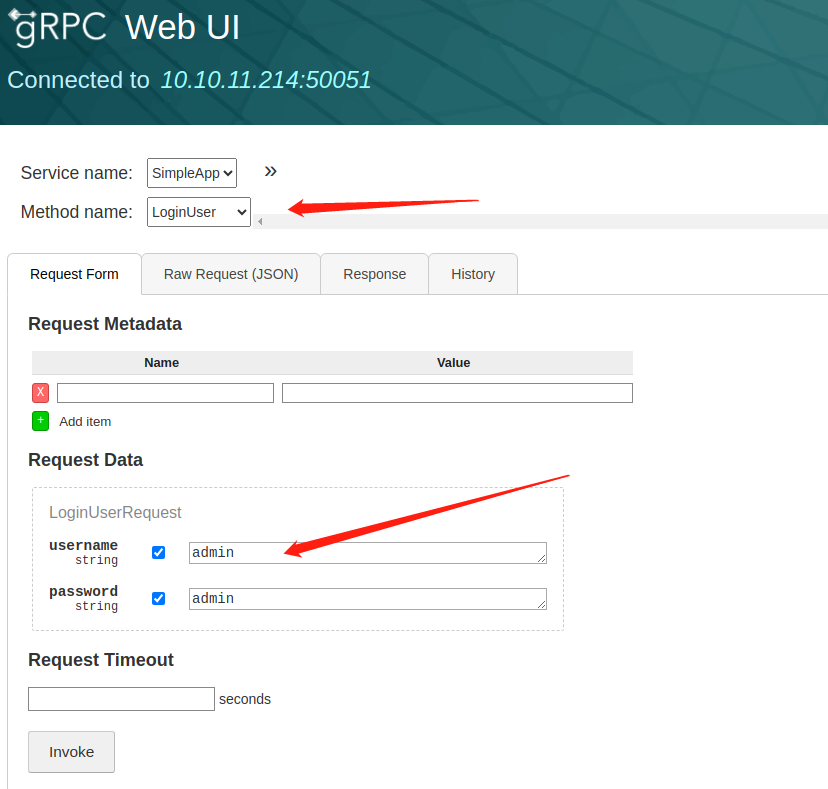 gRPC Web UI
Connected to 10.10.11.214:50051
Service name: SimpleApp »
Method name: LoginUser
Request Form Raw Request (JSON) Response History
Request Metadata
Name Value
X
+ Add item
Request Data
LoginUserRequest
username admin
string
password admin
string
Request Timeout
seconds
Invoke